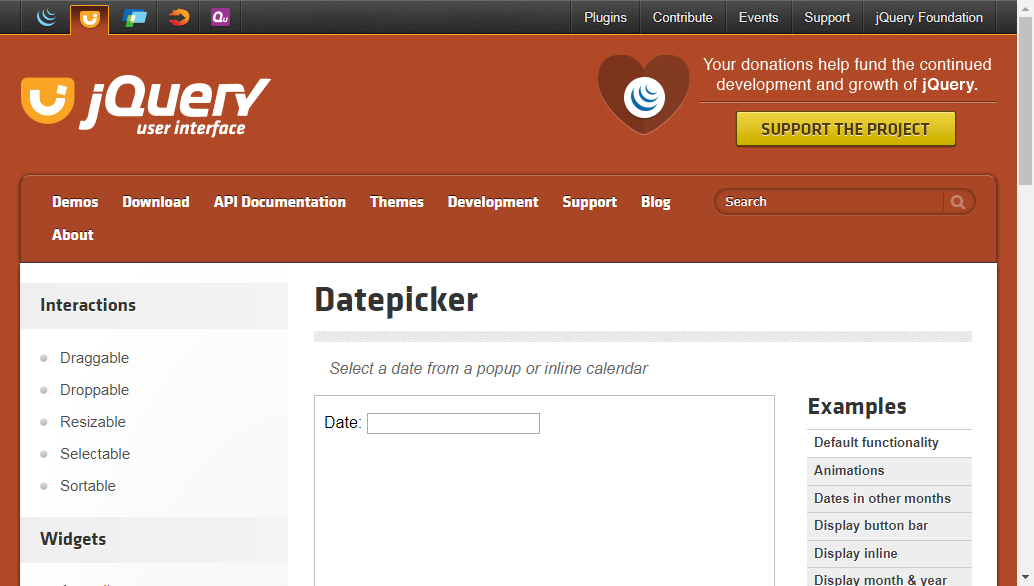 Plugins Contribute Events Support jQuery Foundation
Qu
jQuery
user interface
Your donations help fund the continued
development and growth of jQuery.
SUPPORT THE PROJECT
Demos Download API Documentation Themes Development Support Blog
About
Search
Interactions
Draggable
Droppable
Resizable
Selectable
Sortable
Widgets
Datepicker
Select a date from a popup or inline calendar
Date:
Examples
Default functionality
Animations
Dates in other months
Display button bar
Display inline
Display month & year